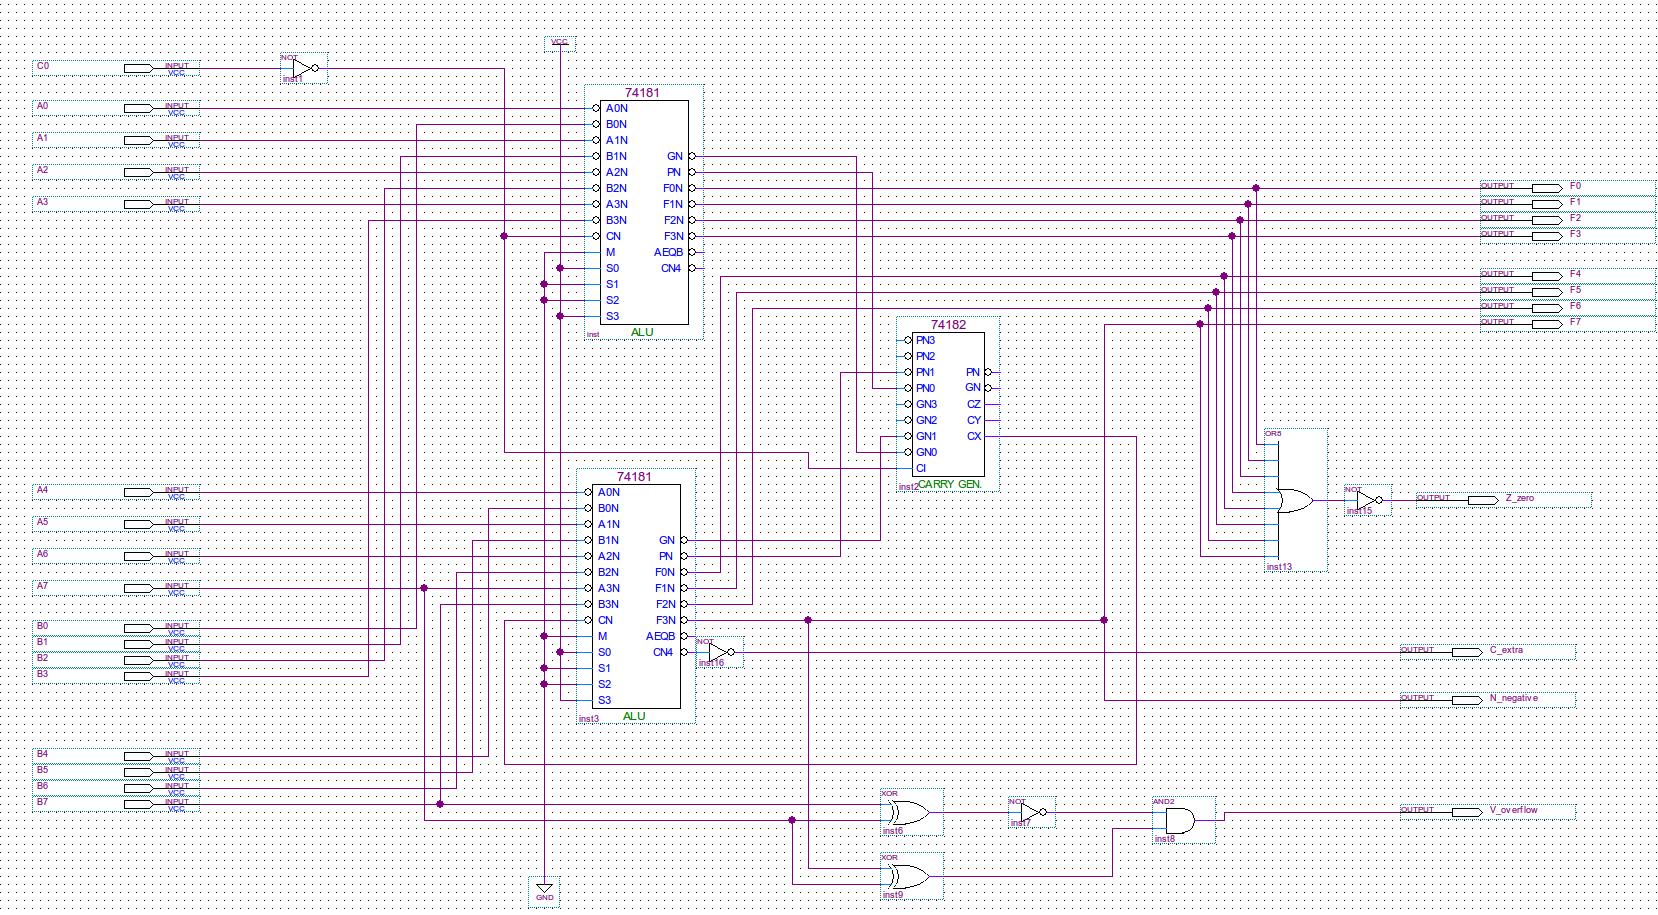 VCC
C0 INPUT VCC
NOT
inst1
74181
A0 INPUT VCC
A1 INPUT VCC
A2 INPUT VCC
A3 INPUT VCC
A0N
B0N
A1N
B1N GN
A2N PN
B2N F0N
A3N F1N
B3N F2N
CN F3N
M AEQB
S0 CN4
S1
S2
S3
inst ALU
OUTPUT F0
OUTPUT F1
OUTPUT F2
OUTPUT F3
OUTPUT F4
OUTPUT F5
OUTPUT F6
OUTPUT F7
74182
PN3
PN2
PN1 PN
PN0 GN
GN3 CZ
GN2 CY
GN1 CX
GN0
CI
inst2 CARRY GEN.
OR8
inst13
NOT
inst15
OUTPUT Z_zero
74181
A4 INPUT VCC
A5 INPUT VCC
A6 INPUT VCC
A7 INPUT VCC
A0N
B0N
A1N
B1N GN
A2N PN
B2N F0N
A3N F1N
B3N F2N
CN F3N
M AEQB
S0 CN4
S1
S2
S3
inst3 ALU
NOT
inst16
B0 INPUT VCC
B1 INPUT VCC
B2 INPUT VCC
B3 INPUT VCC
OUTPUT C_extra
OUTPUT N_negative
B4 INPUT VCC
B5 INPUT VCC
B6 INPUT VCC
B7 INPUT VCC
XOR
inst6
NOT
inst7
AND2
inst8
OUTPUT V_overflow
XOR
inst9
GND